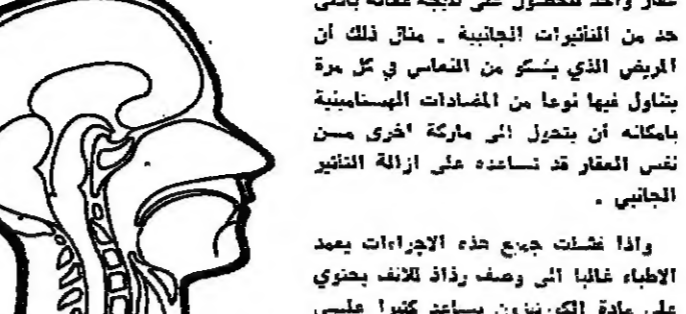 عقار واحد للحصول على نتيجة فعالة بأدنى
حد من التأثيرات الجانبية . مثال ذلك أن
المريض الذي يشكو من النعاس في كل مرة
يتناول فيها نوعا من المضادات الهستامينية
بامكانه أن يتحول الى ماركة اخرى مسن
نفس العقار قد تساعده على ازالة التأثير
الجانبي .
واذا فشلت جميع هذه الاجراءات يعمد
الاطباء غالبا الى وصف رذاذ للانف يحتوي
على مادة الكورتيزون يساعد كثيرا علسى